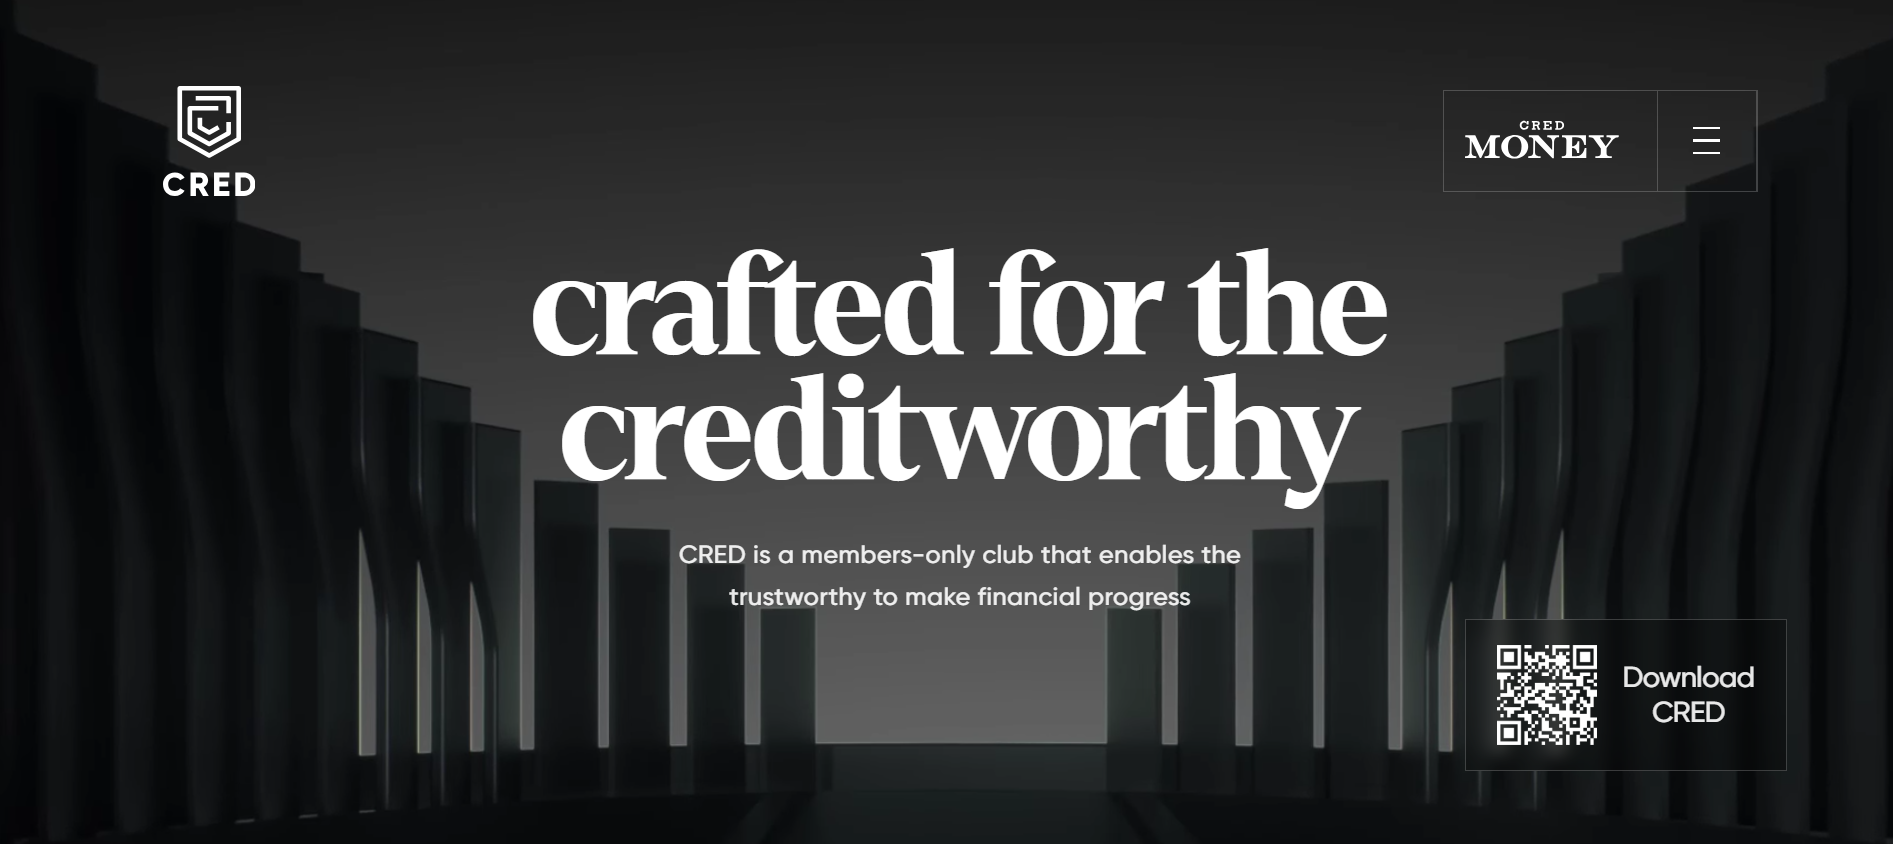 CRED
CRED
MONEY
crafted for the
creditworthy
CRED is a members-only club that enables the
trustworthy to make financial progress
Download
CRED